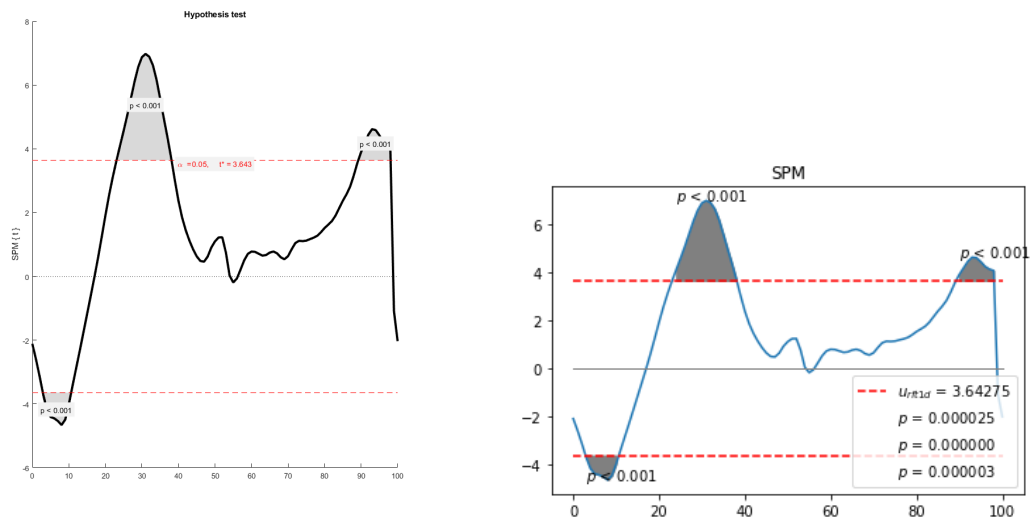 Hypothesis test
8
6
4
2
0
-2
-4
-6
SPM { t }
p < 0.001
p < 0.001
α =0.05, t* = 3.643
p < 0.001
0 10 20 30 40 50 60 70 80 90 100
SPM
6
4
2
0
−2
−4
p < 0.001
p < 0.001
p < 0.001
u_rft1d = 3.64275
p = 0.000025
p = 0.000000
p = 0.000003
0 20 40 60 80 100